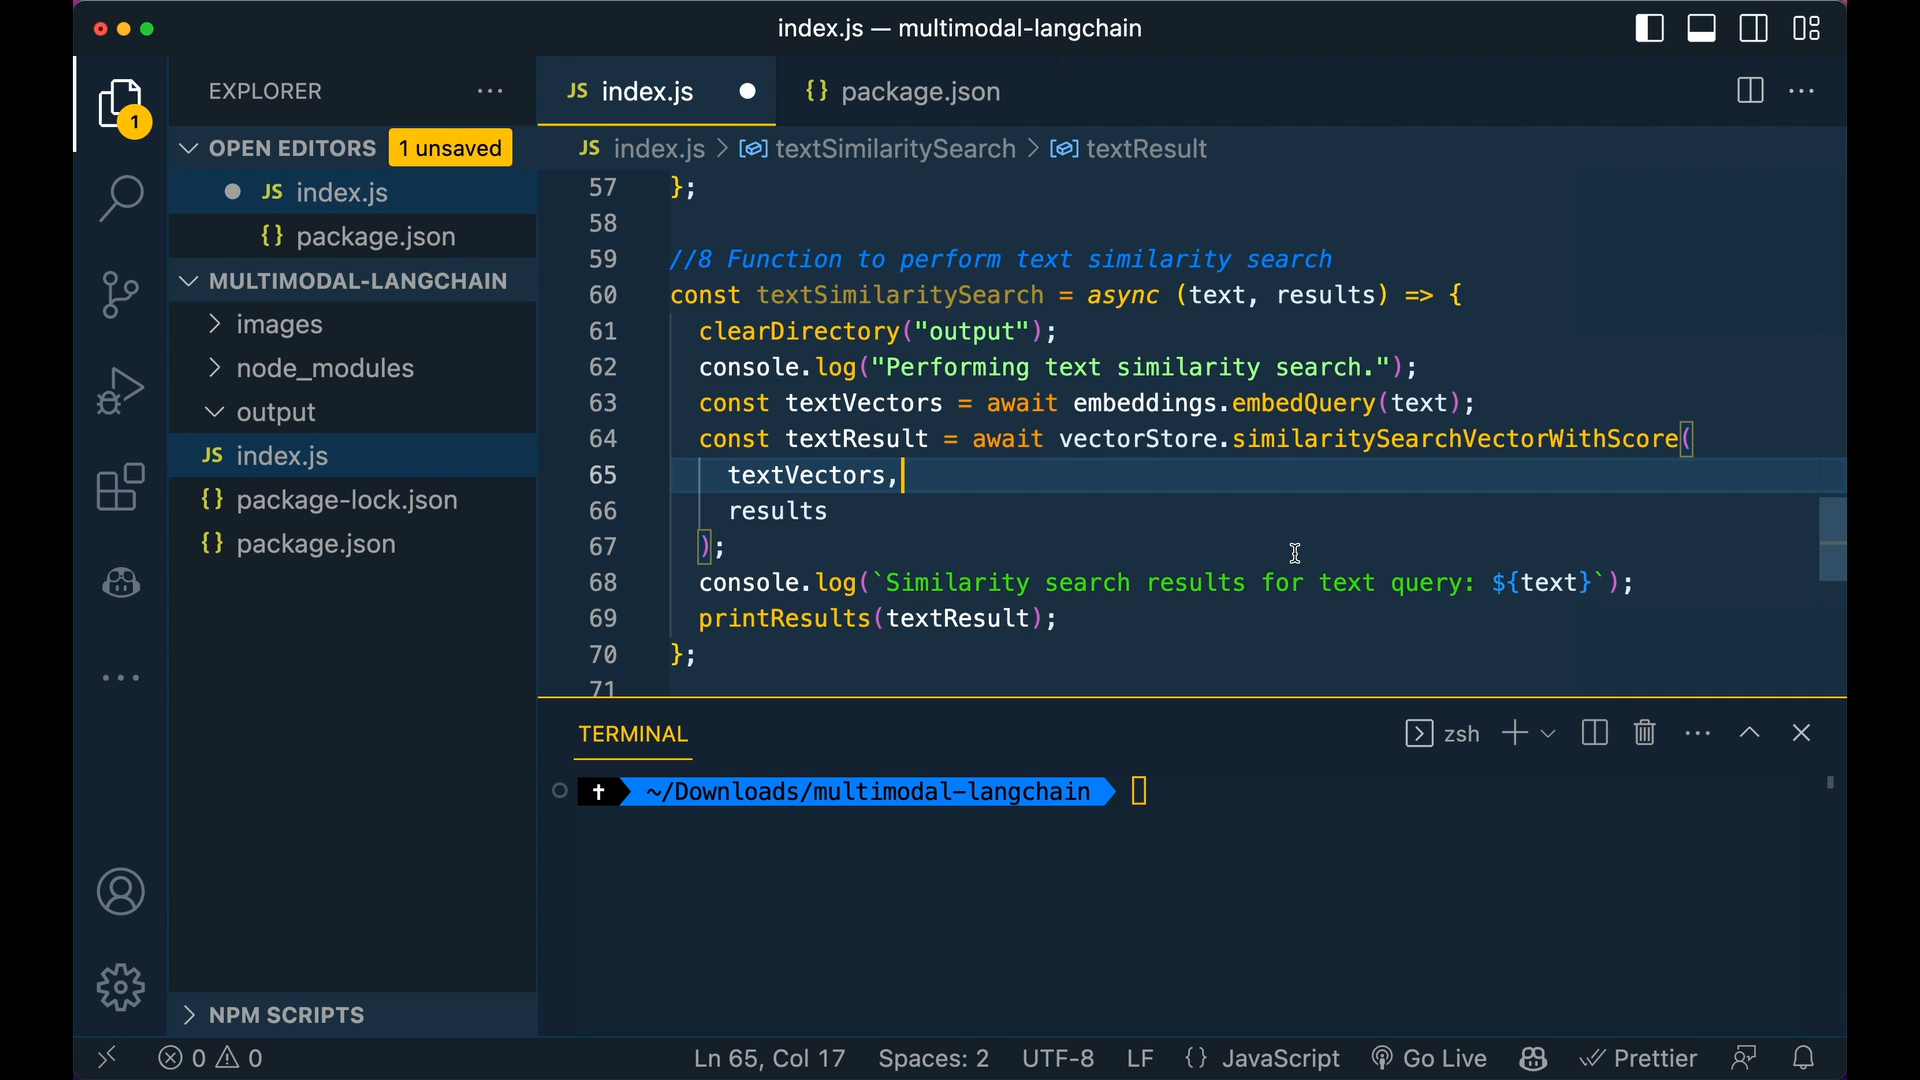 index.js — multimodal-langchain
EXPLORER
1
OPEN EDITORS 1 unsaved
JS index.js
{} package.json
MULTIMODAL-LANGCHAIN
images
node_modules
output
JS index.js
{} package-lock.json
{} package.json
NPM SCRIPTS
JS index.js {} package.json
JS index.js > textSimilaritySearch > textResult
57 };
58
59 //8 Function to perform text similarity search
60 const textSimilaritySearch = async (text, results) => {
61 clearDirectory("output");
62 console.log("Performing text similarity search.");
63 const textVectors = await embeddings.embedQuery(text);
64 const textResult = await vectorStore.similaritySearchVectorWithScore(
65 textVectors,
66 results
67 );
68 console.log(`Similarity search results for text query: ${text}`);
69 printResults(textResult);
70 };
71
TERMINAL
zsh
~/Downloads/multimodal-langchain
0 0
Ln 65, Col 17 Spaces: 2 UTF-8 LF {} JavaScript Go Live Prettier